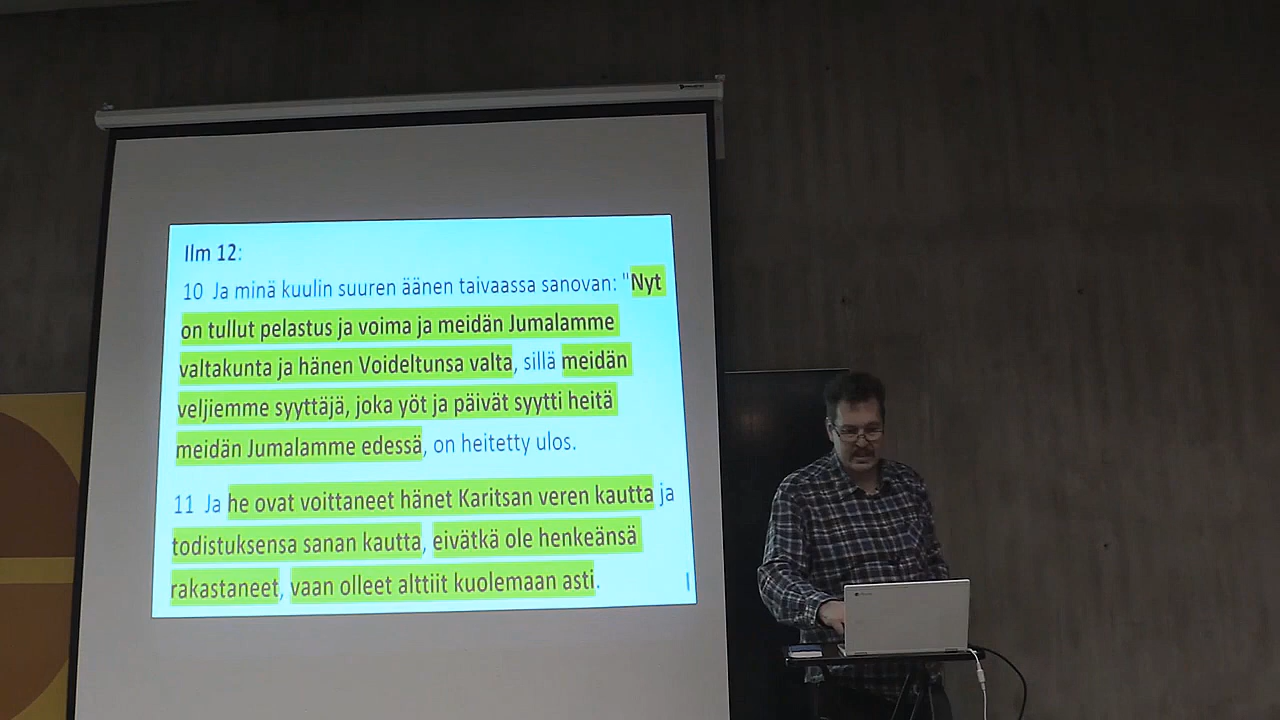 Ilm 12:
10 Ja minä kuulin suuren äänen taivaassa sanovan: "Nyt
on tullut pelastus ja voima ja meidän Jumalamme
valtakunta ja hänen Voideltunsa valta, sillä meidän
veljiemme syyttäjä, joka yöt ja päivät syytti heitä
meidän Jumalamme edessä, on heitetty ulos.
11 Ja he ovat voittaneet hänet Karitsan veren kautta ja
todistuksensa sanan kautta, eivätkä ole henkeänsä
rakastaneet, vaan olleet alttiit kuolemaan asti.